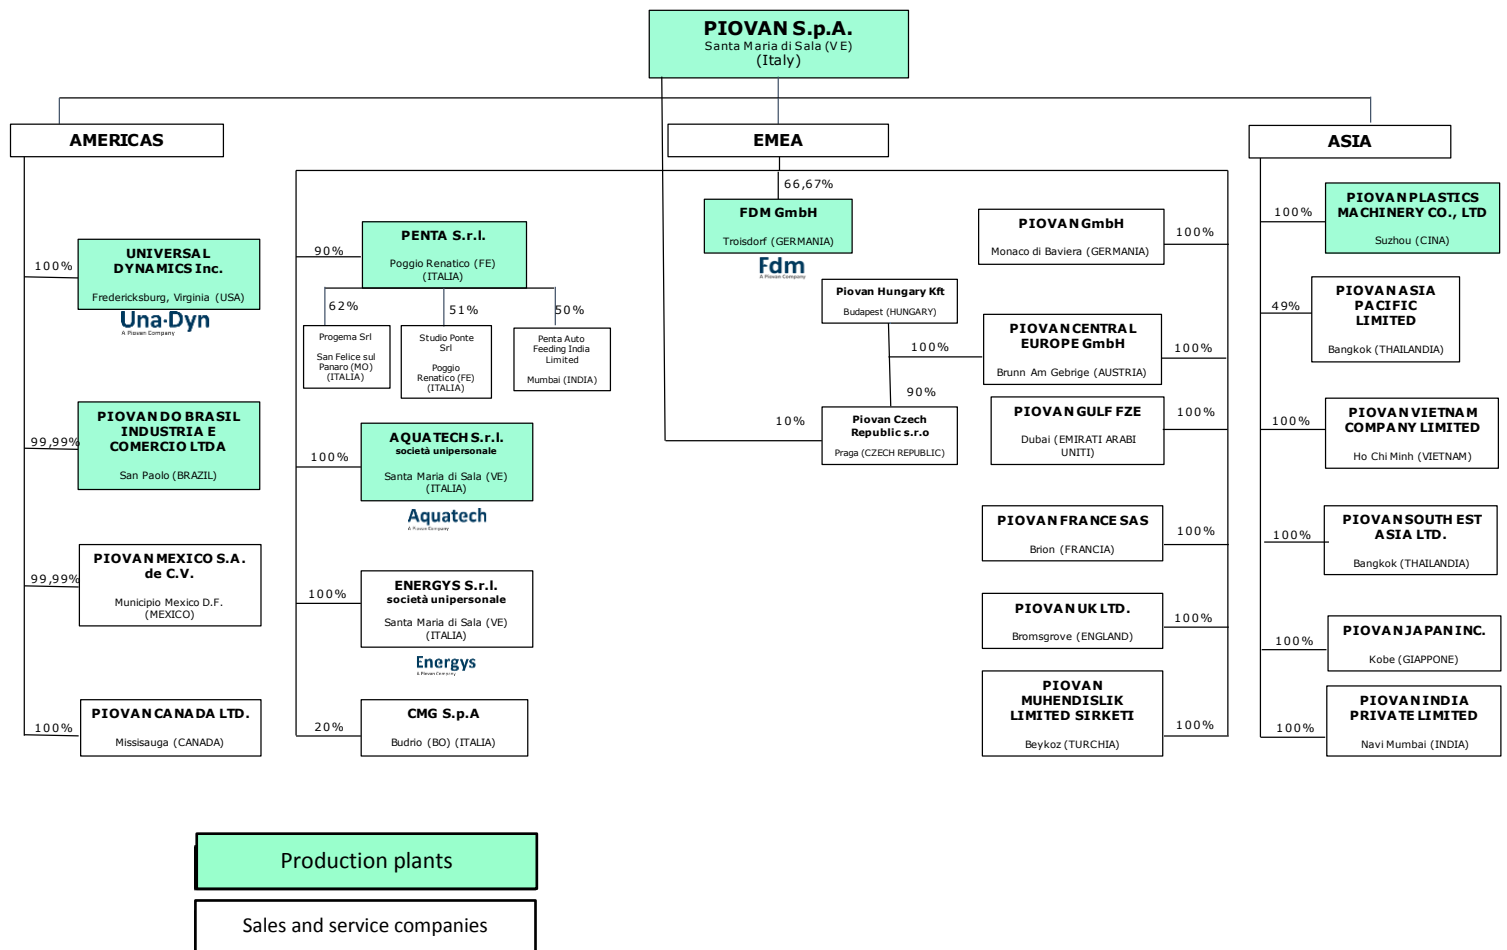 PIOVAN S.p.A.
Santa Maria di Sala (VE)
(Italy)
AMERICAS
EMEA
ASIA
100%
UNIVERSAL
DYNAMICS Inc.
Fredericksburg, Virginia (USA)
Una·Dyn
A Piovan Company
99,99%
PIOVAN DO BRASIL
INDUSTRIA E
COMERCIO LTDA
San Paolo (BRAZIL)
99,99%
PIOVAN MEXICO S.A.
de C.V.
Municipio Mexico D.F.
(MEXICO)
100%
PIOVAN CANADA LTD.
Missisauga (CANADA)
90%
PENTA S.r.l.
Poggio Renatico (FE)
(ITALIA)
62%
51%
50%
Progema Srl
San Felice sul
Panaro (MO)
(ITALIA)
Studio Ponte
Srl
Poggio
Renatico (FE)
(ITALIA)
Penta Auto
Feeding India
Limited
Mumbai (INDIA)
100%
AQUATECH S.r.l.
società unipersonale
Santa Maria di Sala (VE)
(ITALIA)
Aquatech
A Piovan Company
100%
ENERGYS S.r.l.
società unipersonale
Santa Maria di Sala (VE)
(ITALIA)
Energys
A Piovan Company
20%
CMG S.p.A
Budrio (BO) (ITALIA)
66,67%
FDM GmbH
Troisdorf (GERMANIA)
Fdm
A Piovan Company
Piovan Hungary Kft
Budapest (HUNGARY)
100%
90%
10%
Piovan Czech
Republic s.r.o
Praga (CZECH REPUBLIC)
PIOVAN GmbH
Monaco di Baviera (GERMANIA)
100%
PIOVAN CENTRAL
EUROPE GmbH
Brunn Am Gebrige (AUSTRIA)
100%
PIOVAN GULF FZE
Dubai (EMIRATI ARABI
UNITI)
100%
PIOVAN FRANCE SAS
Brion (FRANCIA)
100%
PIOVAN UK LTD.
Bromsgrove (ENGLAND)
100%
PIOVAN
MUHENDISLIK
LIMITED SIRKETI
Beykoz (TURCHIA)
100%
100%
PIOVAN PLASTICS
MACHINERY CO., LTD
Suzhou (CINA)
49%
PIOVAN ASIA
PACIFIC
LIMITED
Bangkok (THAILANDIA)
100%
PIOVAN VIETNAM
COMPANY LIMITED
Ho Chi Minh (VIETNAM)
100%
PIOVAN SOUTH EST
ASIA LTD.
Bangkok (THAILANDIA)
100%
PIOVAN JAPAN INC.
Kobe (GIAPPONE)
100%
PIOVAN INDIA
PRIVATE LIMITED
Navi Mumbai (INDIA)
Production plants
Sales and service companies